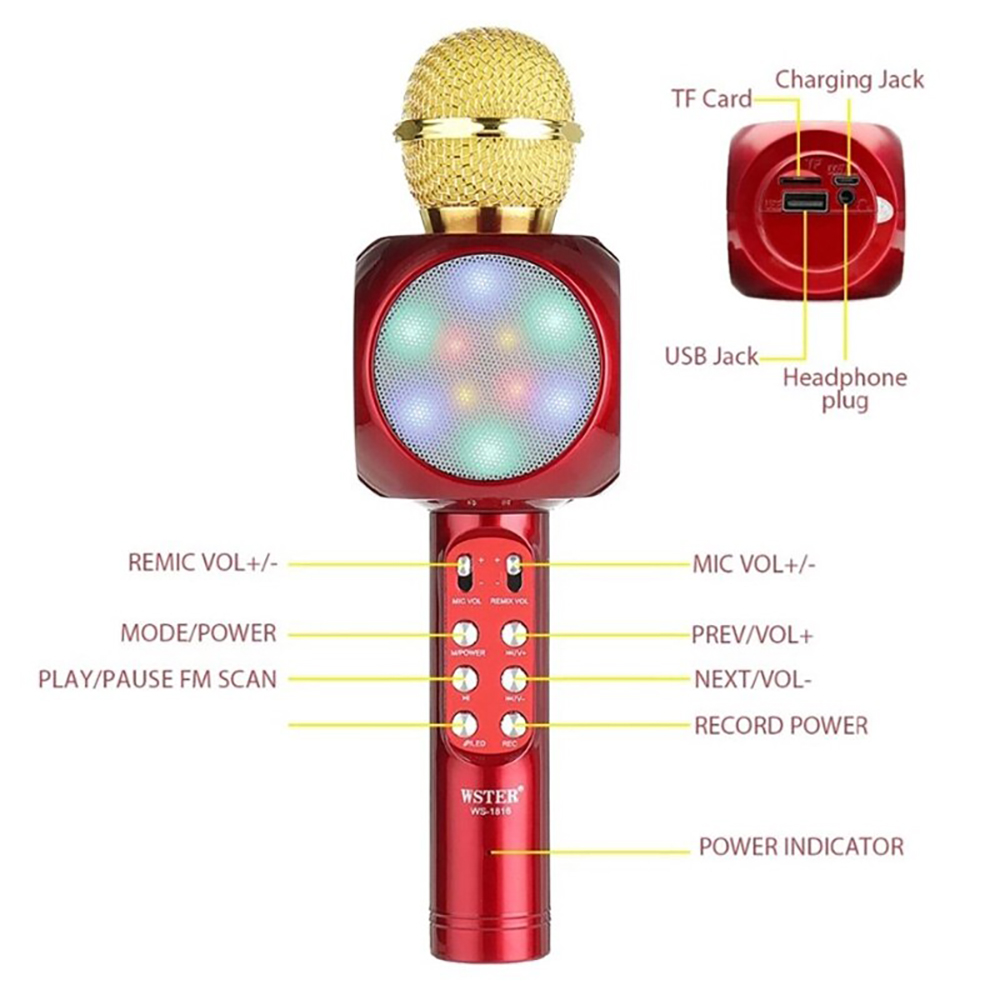 Charging Jack
TF Card
TF
USB Jack
Headphone
plug
REMIC VOL+/-
MIC VOL+/-
MIC VOL REMIX VOL
MODE/POWER
PREV/VOL+
M/POWER
PLAY/PAUSE FM SCAN
NEXT/VOL-
RECORD POWER
REC
WSTER®
WS-1816
POWER INDICATOR